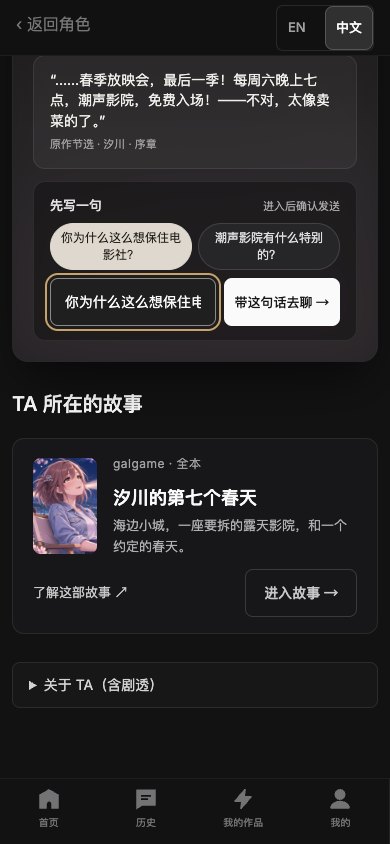 ‹ 返回角色
EN
中文
“……春季放映会，最后一季！每周六晚上七
点，潮声影院，免费入场！——不对，太像卖
菜的了。”
原作节选 · 汐川 · 序章
先写一句
进入后确认发送
你为什么这么想保住电
影社？
潮声影院有什么特别
的？
你为什么这么想保住电
带这句话去聊 →
TA 所在的故事
galgame · 全本
汐川的第七个春天
海边小城，一座要拆的露天影院，和一个
约定的春天。
了解这部故事 ↗
进入故事 →
▶ 关于 TA（含剧透）
首页
历史
我的作品
我的